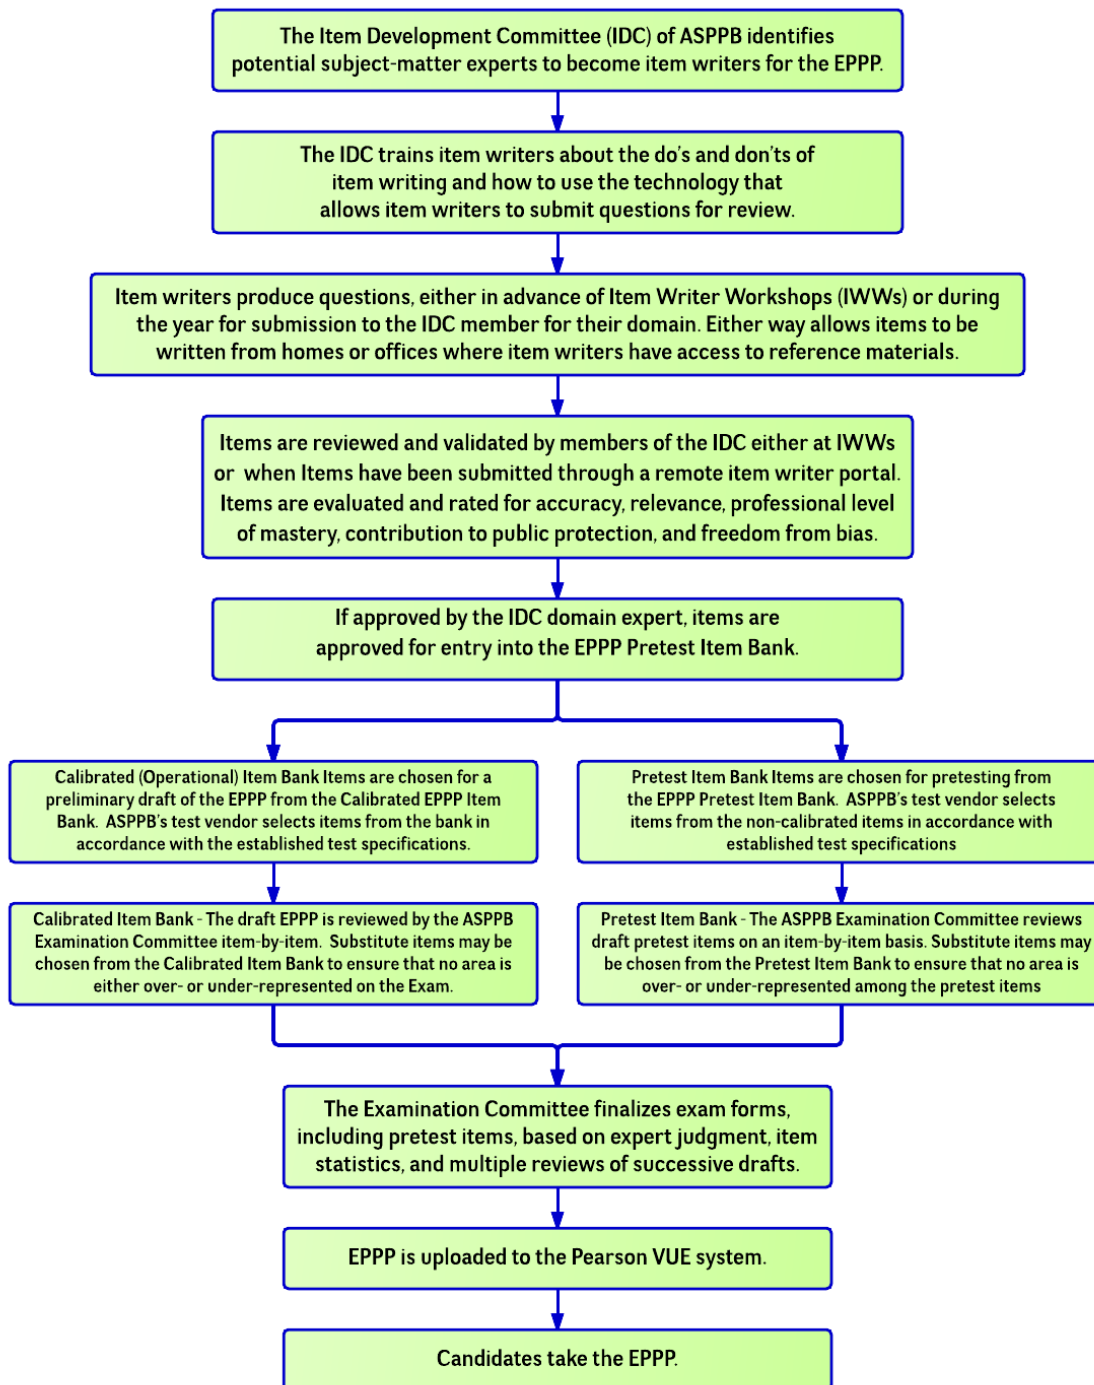 The Item Development Committee (IDC) of ASPPB identifies
potential subject-matter experts to become item writers for the EPPP.
The IDC trains item writers about the do's and don'ts of
item writing and how to use the technology that
allows item writers to submit questions for review.
Item writers produce questions, either in advance of Item Writer Workshops (IWWs) or during
the year for submission to the IDC member for their domain. Either way allows items to be
written from homes or offices where item writers have access to reference materials.
Items are reviewed and validated by members of the IDC either at IWWs
or when Items have been submitted through a remote item writer portal.
Items are evaluated and rated for accuracy, relevance, professional level
of mastery, contribution to public protection, and freedom from bias.
If approved by the IDC domain expert, items are
approved for entry into the EPPP Pretest Item Bank.
Calibrated (Operational) Item Bank Items are chosen for a
preliminary draft of the EPPP from the Calibrated EPPP Item
Bank. ASPPB's test vendor selects items from the bank in
accordance with the established test specifications.
Pretest Item Bank Items are chosen for pretesting from
the EPPP Pretest Item Bank. ASPPB's test vendor selects
items from the non-calibrated items in accordance with
established test specifications
Calibrated Item Bank - The draft EPPP is reviewed by the ASPPB
Examination Committee item-by-item. Substitute items may be
chosen from the Calibrated Item Bank to ensure that no area is
either over- or under-represented on the Exam.
Pretest Item Bank - The ASPPB Examination Committee reviews
draft pretest items on an item-by-item basis. Substitute items may
be chosen from the Pretest Item Bank to ensure that no area is
over- or under-represented among the pretest items
The Examination Committee finalizes exam forms,
including pretest items, based on expert judgment, item
statistics, and multiple reviews of successive drafts.
EPPP is uploaded to the Pearson VUE system.
Candidates take the EPPP.